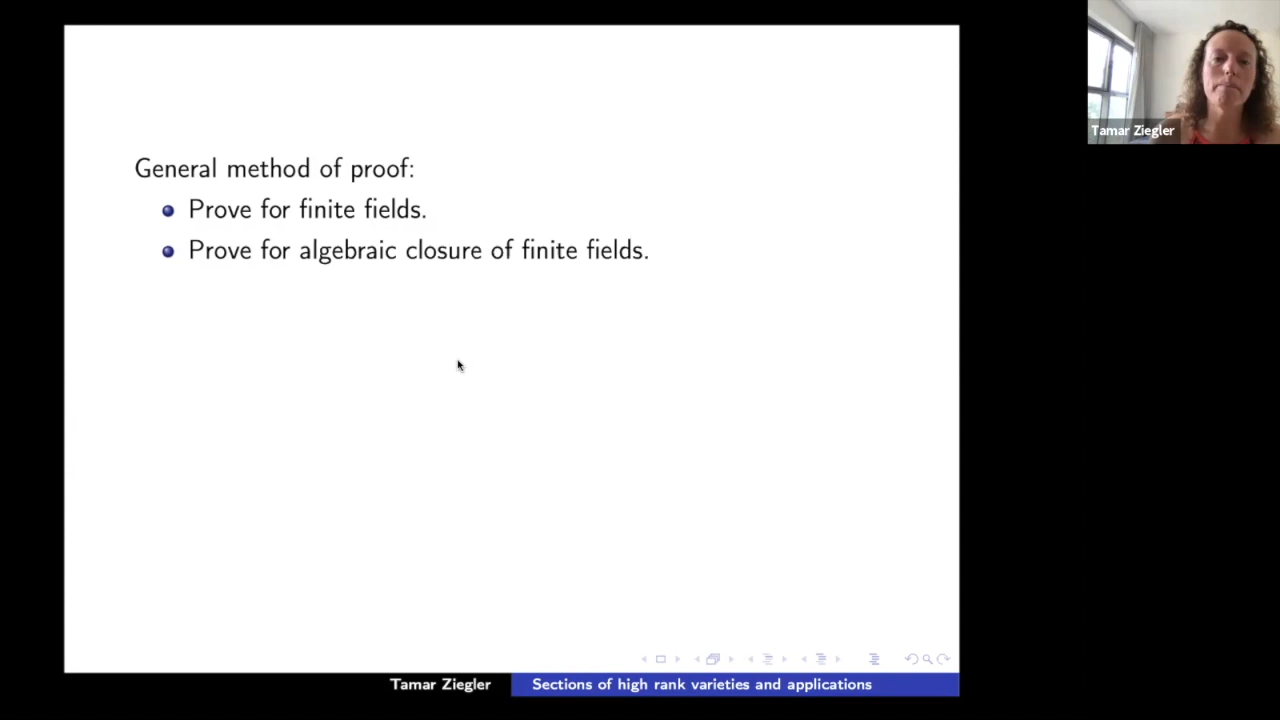 General method of proof:
Prove for finite fields.
Prove for algebraic closure of finite fields.
Tamar Ziegler
Sections of high rank varieties and applications
Tamar Ziegler